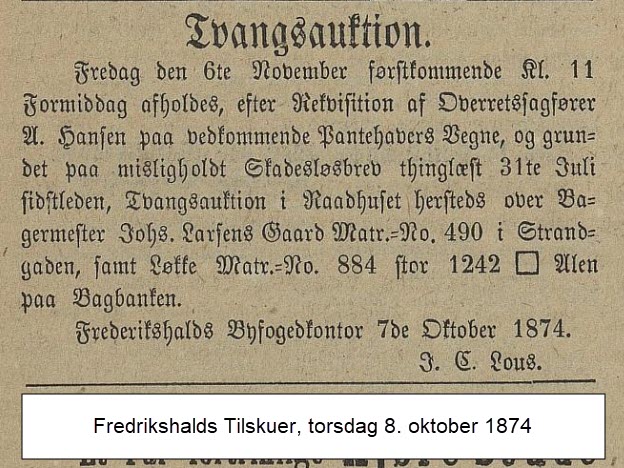 Tvangsauktion.
Fredag den 6te November førstkommende Kl. 11
Formiddag afholdes, efter Rekvisition af Overretssagfører
A. Hansen paa vedkommende Pantehavers Vegne, og grun=
det paa misligholdt Skadesløsbrev thinglæst 31te Juli
sidstleden, Tvangsauktion i Raadhuset hersteds over Ba=
germester Johs. Larsens Gaard Matr.=No. 490 i Strand=
gaden, samt Løkke Matr.=No. 884 stor 1242 □ Alen
paa Bagbanken.
Frederikshalds Byfogedkontor 7de Oktober 1874.
J. C. Lous.
Fredrikshalds Tilskuer, torsdag 8. oktober 1874